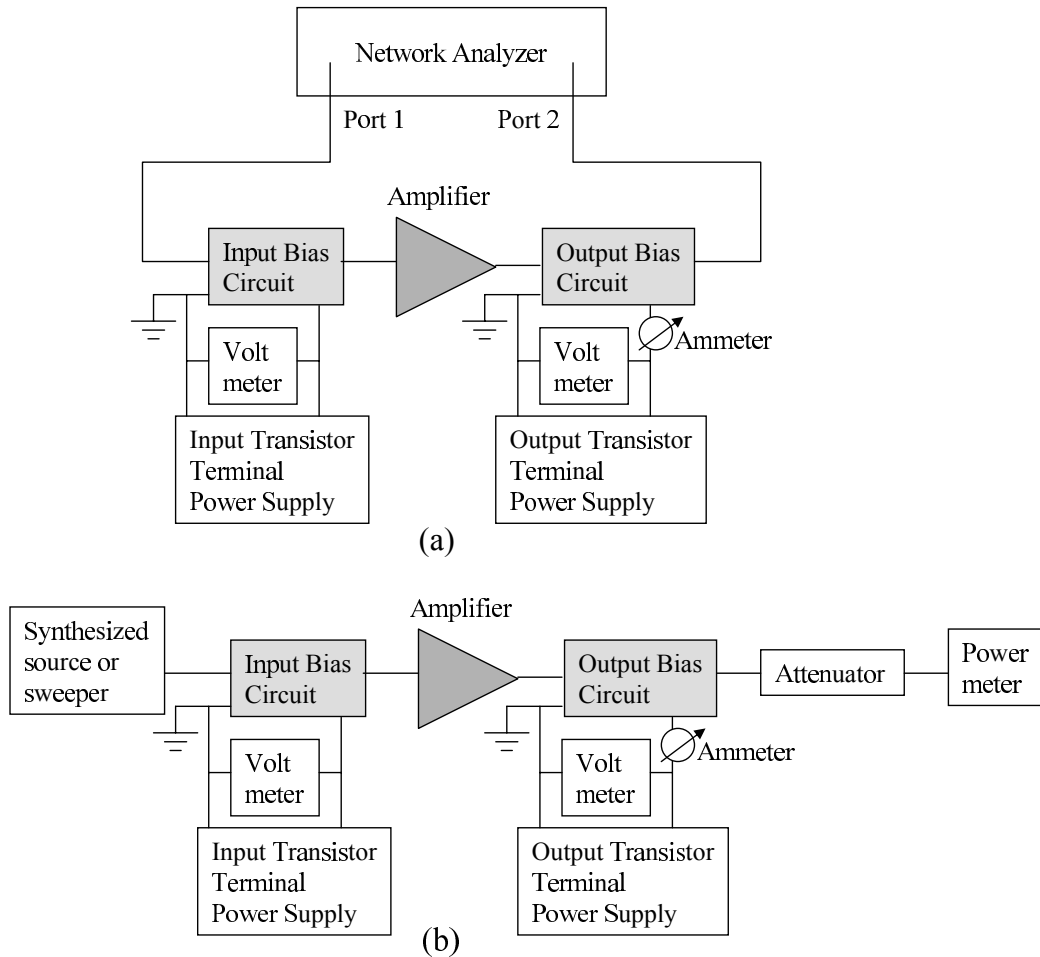 Network Analyzer
Port 1
Port 2
Amplifier
Input Bias
Circuit
Output Bias
Circuit
Volt
meter
Volt
meter
Ammeter
Input Transistor
Terminal
Power Supply
Output Transistor
Terminal
Power Supply
(a)
Amplifier
Synthesized
source or
sweeper
Input Bias
Circuit
Output Bias
Circuit
Attenuator
Power
meter
Volt
meter
Volt
meter
Ammeter
Input Transistor
Terminal
Power Supply
Output Transistor
Terminal
Power Supply
(b)